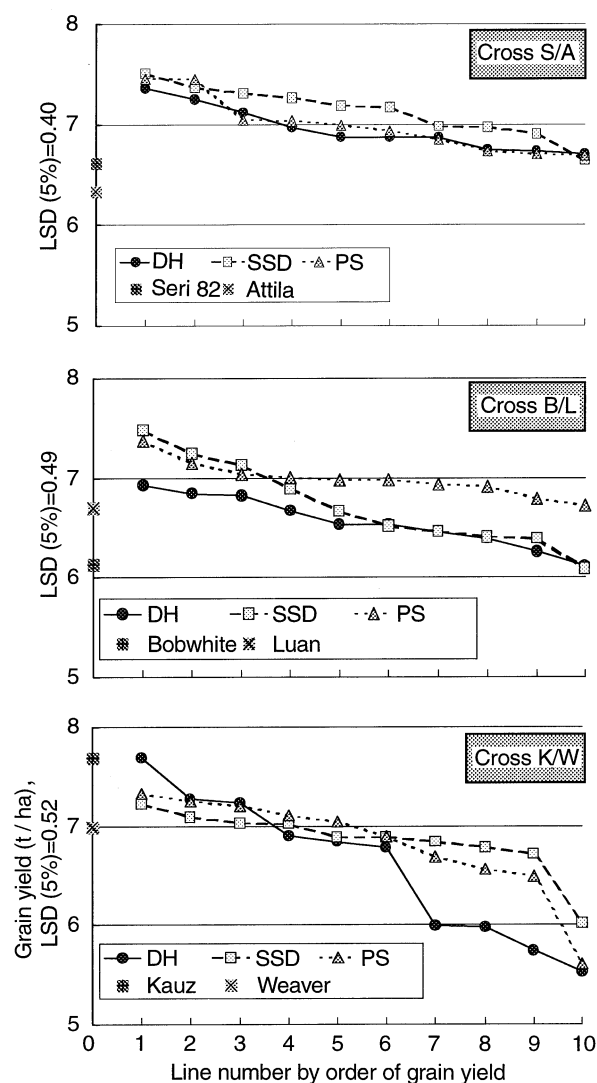 8
Cross S/A
7
LSD (5%)=0.40
6
DH SSD PS
Seri 82 Attila
5
8
Cross B/L
7
LSD (5%)=0.49
6
DH SSD PS
Bobwhite Luan
5
8
Cross K/W
7
Grain yield (t / ha),
LSD (5%)=0.52
6
DH SSD PS
Kauz Weaver
5
0 1 2 3 4 5 6 7 8 9 10
Line number by order of grain yield